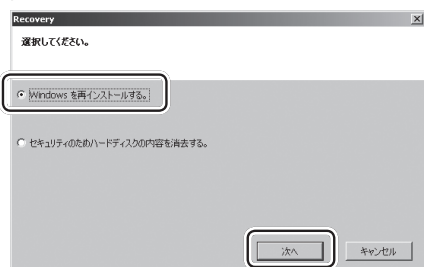 Recovery
選択してください。
Windows を再インストールする。
セキュリティのためハードディスクの内容を消去する。
次へ
キャンセル